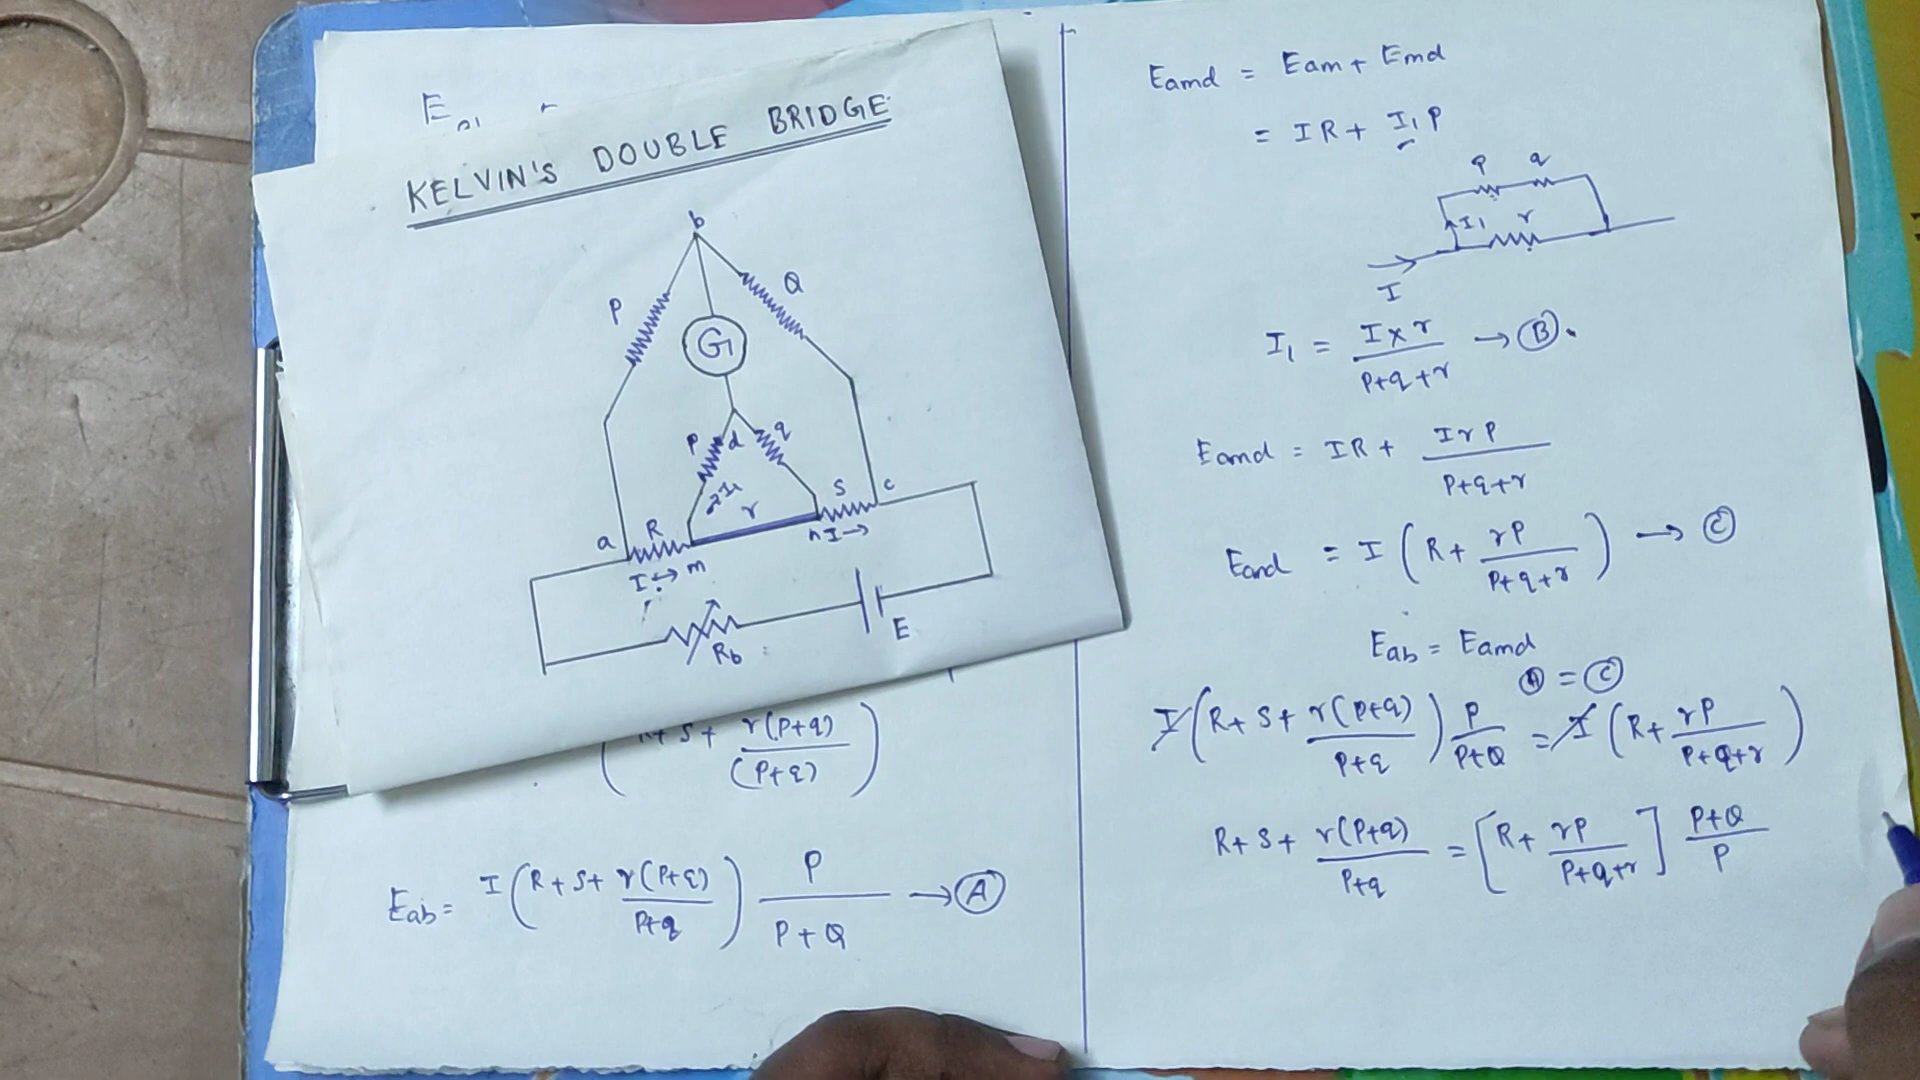 KELVIN'S DOUBLE BRIDGE
b
P
Q
G
p d q
I1
r
a R
S c
I m
n I →
Rb
E
r(p+q)
R+ S+ ———
(p+q)
Eab = I (R+S+ r(p+q)/p+q) P/P+Q → (A)
Eamd = Eam + Emd
= IR + I1 p
p q
I1 r
I
I1 = I×r/p+q+r → (B).
Eamd = IR + Irp/p+q+r
Eamd = I (R+ rp/p+q+r) → (C)
Eab = Eamd
(A) = (C)
I (R+S+ r(p+q)/p+q) P/P+Q = I (R+ rp/p+q+r)
R+S+ r(p+q)/p+q = [R+ rp/p+q+r] P+Q/P